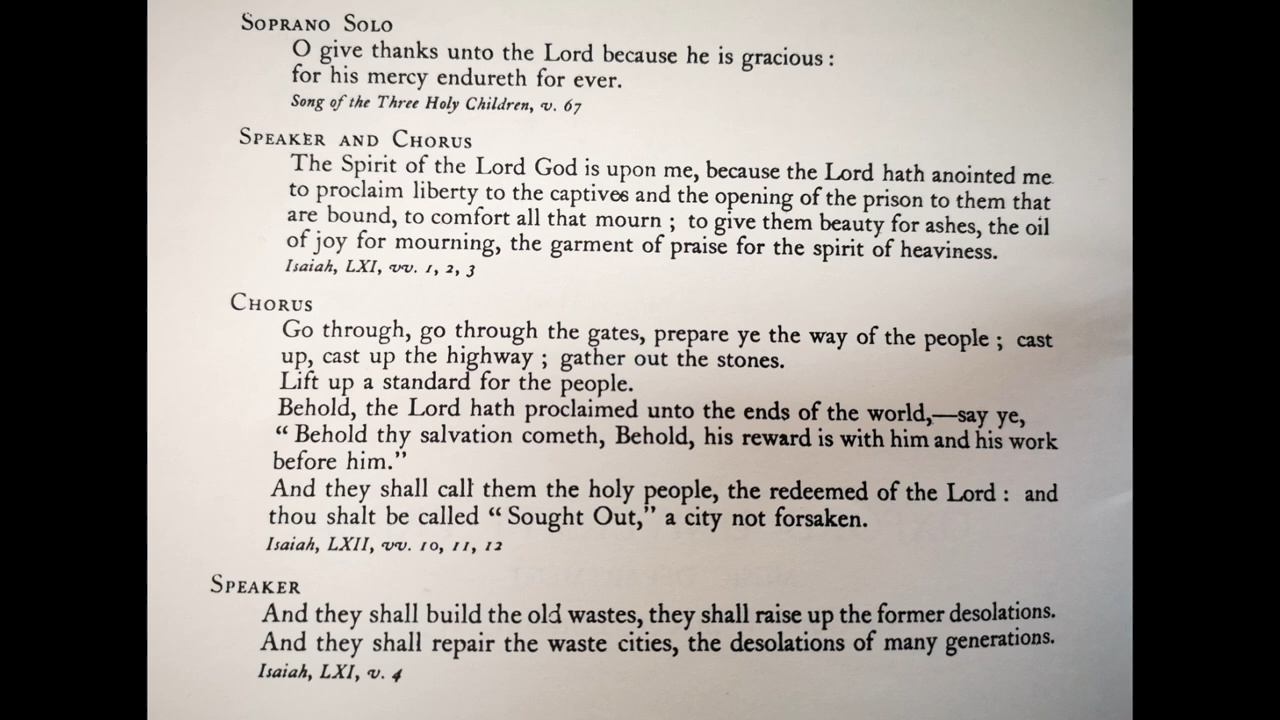 SOPRANO SOLO
O give thanks unto the Lord because he is gracious :
for his mercy endureth for ever.
Song of the Three Holy Children, v. 67
SPEAKER AND CHORUS
The Spirit of the Lord God is upon me, because the Lord hath anointed me
to proclaim liberty to the captives and the opening of the prison to them that
are bound, to comfort all that mourn ; to give them beauty for ashes, the oil
of joy for mourning, the garment of praise for the spirit of heaviness.
Isaiah, LXI, vv. 1, 2, 3
CHORUS
Go through, go through the gates, prepare ye the way of the people ; cast
up, cast up the highway ; gather out the stones.
Lift up a standard for the people.
Behold, the Lord hath proclaimed unto the ends of the world,—say ye,
“ Behold thy salvation cometh, Behold, his reward is with him and his work
before him.”
And they shall call them the holy people, the redeemed of the Lord : and
thou shalt be called “ Sought Out,” a city not forsaken.
Isaiah, LXII, vv. 10, 11, 12
SPEAKER
And they shall build the old wastes, they shall raise up the former desolations.
And they shall repair the waste cities, the desolations of many generations.
Isaiah, LXI, v. 4